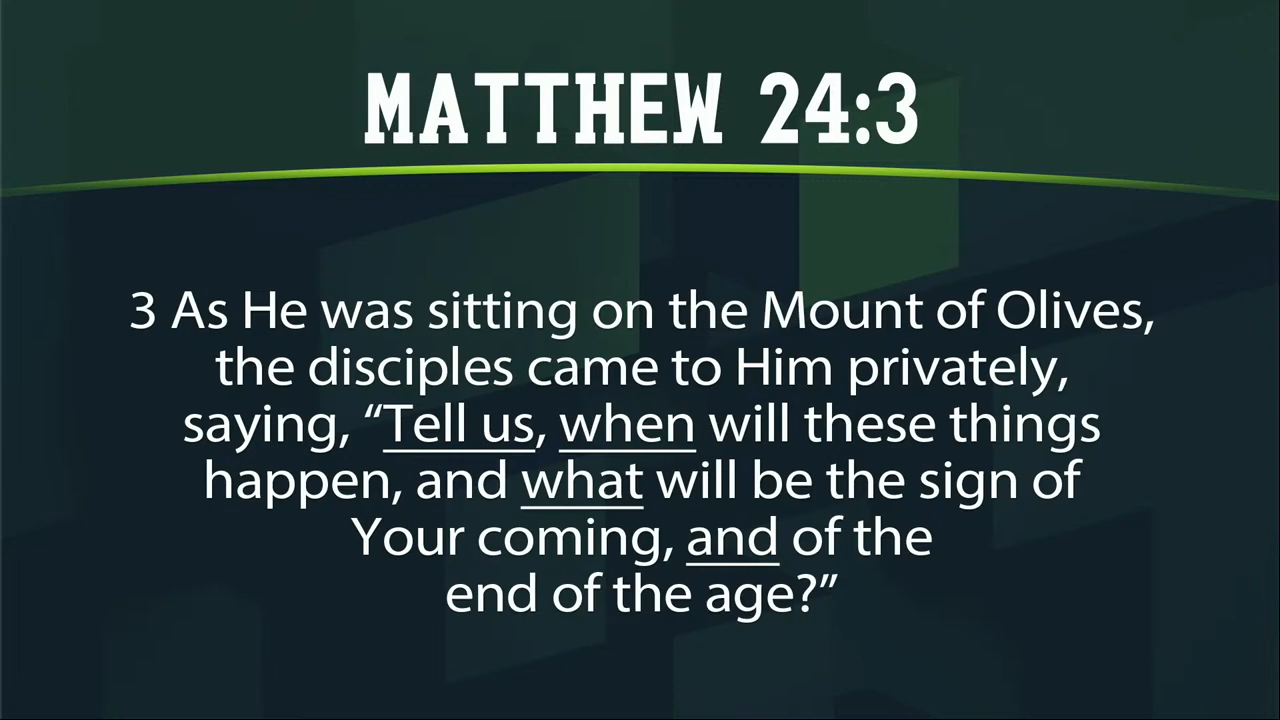 MATTHEW 24:3
3 As He was sitting on the Mount of Olives,
the disciples came to Him privately,
saying, “Tell us, when will these things
happen, and what will be the sign of
Your coming, and of the
end of the age?”